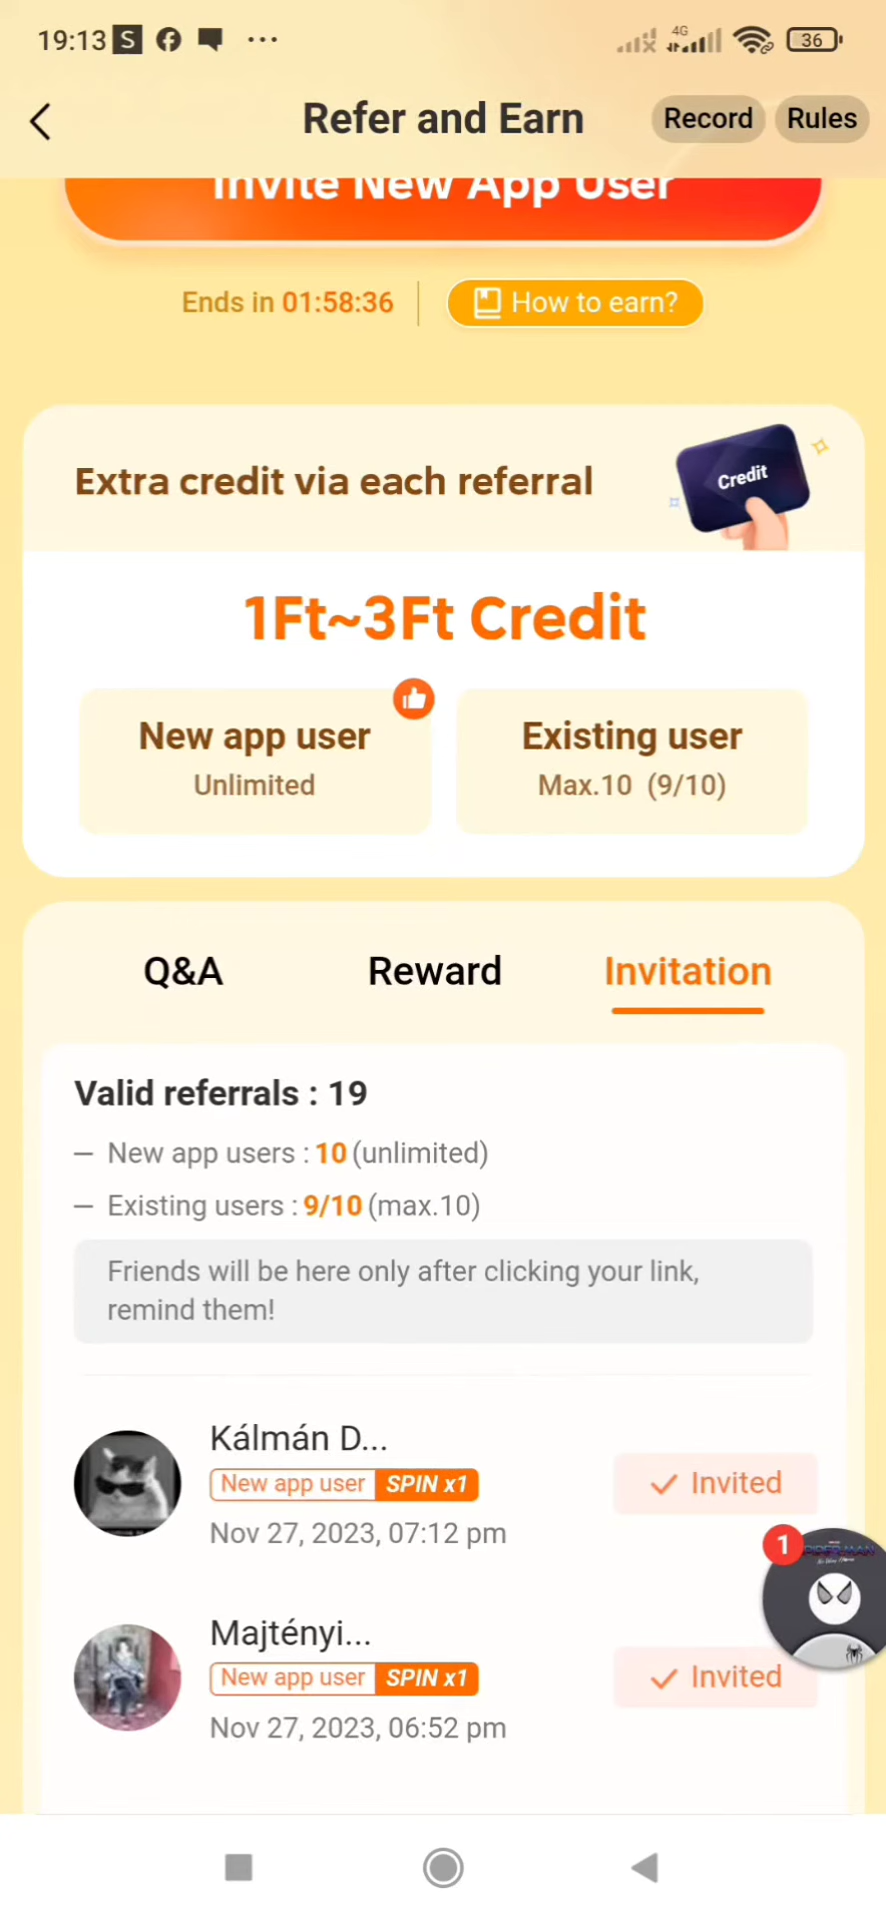 19:13 S ...
4G
36
Refer and Earn
Record
Rules
Invite New App User
Ends in 01:58:36
How to earn?
Extra credit via each referral
Credit
1Ft~3Ft Credit
New app user
Unlimited
Existing user
Max.10 (9/10)
Q&A
Reward
Invitation
Valid referrals : 19
– New app users : 10 (unlimited)
– Existing users : 9/10 (max.10)
Friends will be here only after clicking your link,
remind them!
Kálmán D...
New app user SPIN x1
Invited
Nov 27, 2023, 07:12 pm
1
SPIDER-MAN
Majtényi...
New app user SPIN x1
Invited
Nov 27, 2023, 06:52 pm